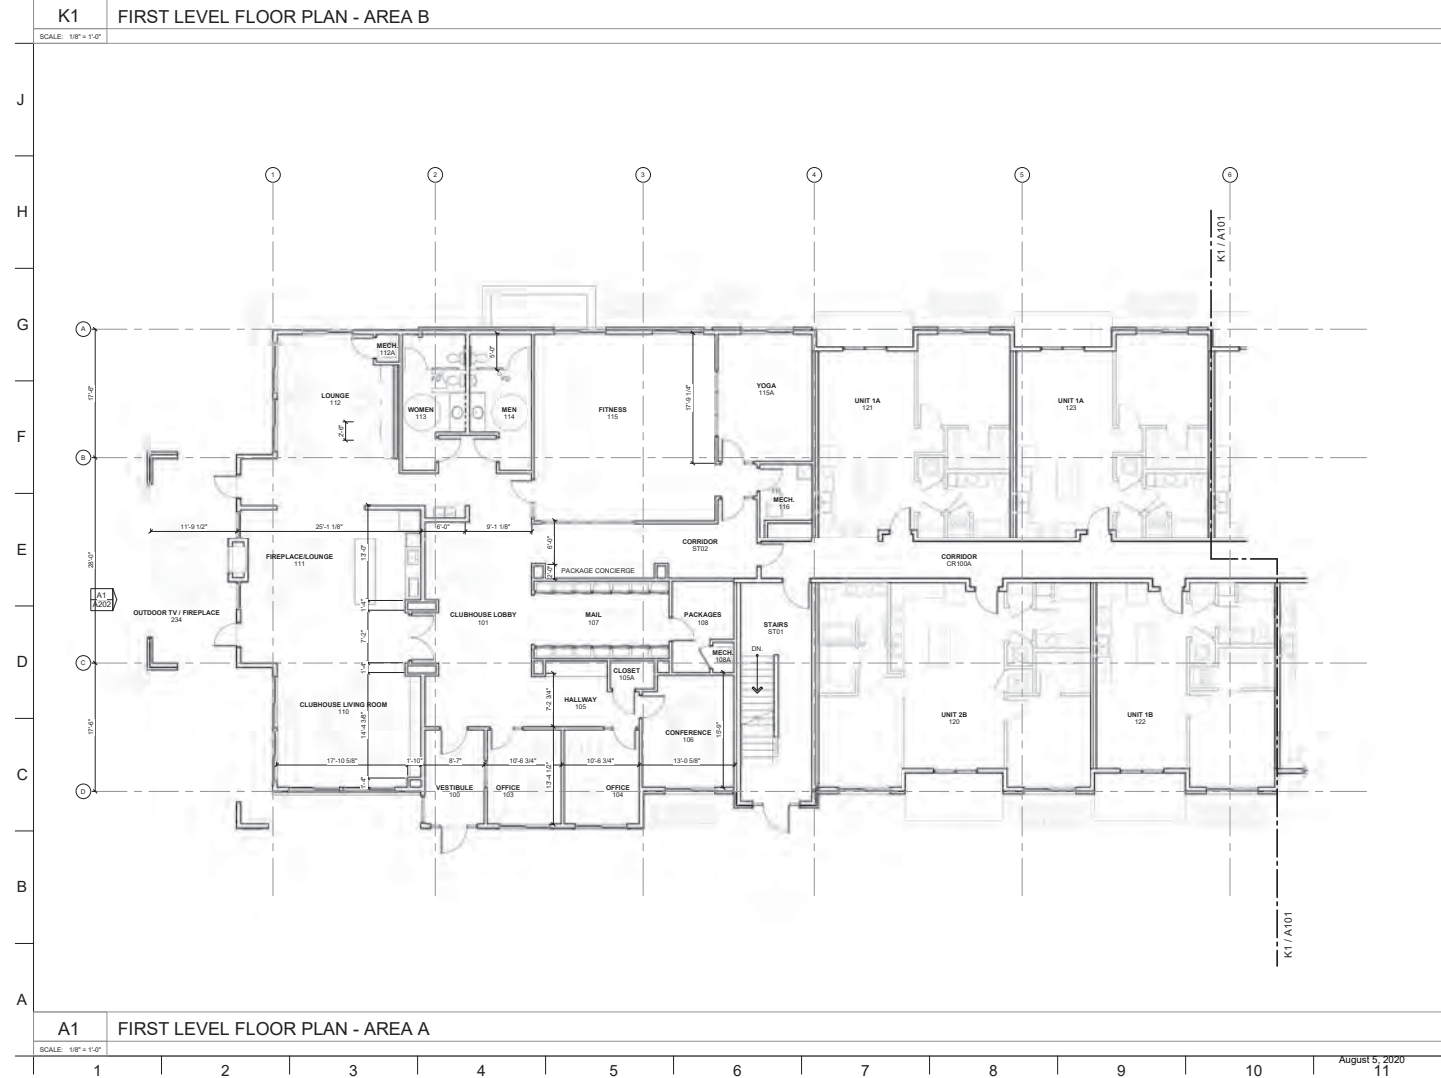 K1 FIRST LEVEL FLOOR PLAN - AREA B
SCALE: 1/8" = 1'-0"
J
H
G
F
E
D
C
B
A
1 2 3 4 5 6
K1 / A101
A
B
C
D
17'-6"
28'-0"
17'-6"
A1
A202
MECH.
112A
5'-0"
LOUNGE
112
2'-6"
WOMEN
113
MEN
114
FITNESS
115
17'-9 1/4"
YOGA
115A
UNIT 1A
121
UNIT 1A
123
MECH.
116
11'-9 1/2"
25'-1 1/8"
6'-0"
9'-1 1/8"
FIREPLACE/LOUNGE
111
13'-0"
6'-0"
2'-0"
CORRIDOR
ST02
PACKAGE CONCIERGE
CORRIDOR
CR100A
OUTDOOR TV / FIREPLACE
234
1'-4"
7'-2"
1'-4"
CLUBHOUSE LOBBY
101
MAIL
107
PACKAGES
108
STAIRS
ST01
DN.
MECH.
108A
CLOSET
105A
HALLWAY
105
7'-2 3/4"
CLUBHOUSE LIVING ROOM
110
14'-4 3/8"
1'-4"
CONFERENCE
106
15'-9"
UNIT 2B
120
UNIT 1B
122
17'-10 5/8"
1'-10"
8'-7"
10'-6 3/4"
10'-6 3/4"
13'-0 5/8"
13'-4 1/2"
VESTIBULE
100
OFFICE
103
OFFICE
104
K1 / A101
A1 FIRST LEVEL FLOOR PLAN - AREA A
SCALE: 1/8" = 1'-0"
August 5, 2020
1 2 3 4 5 6 7 8 9 10 11